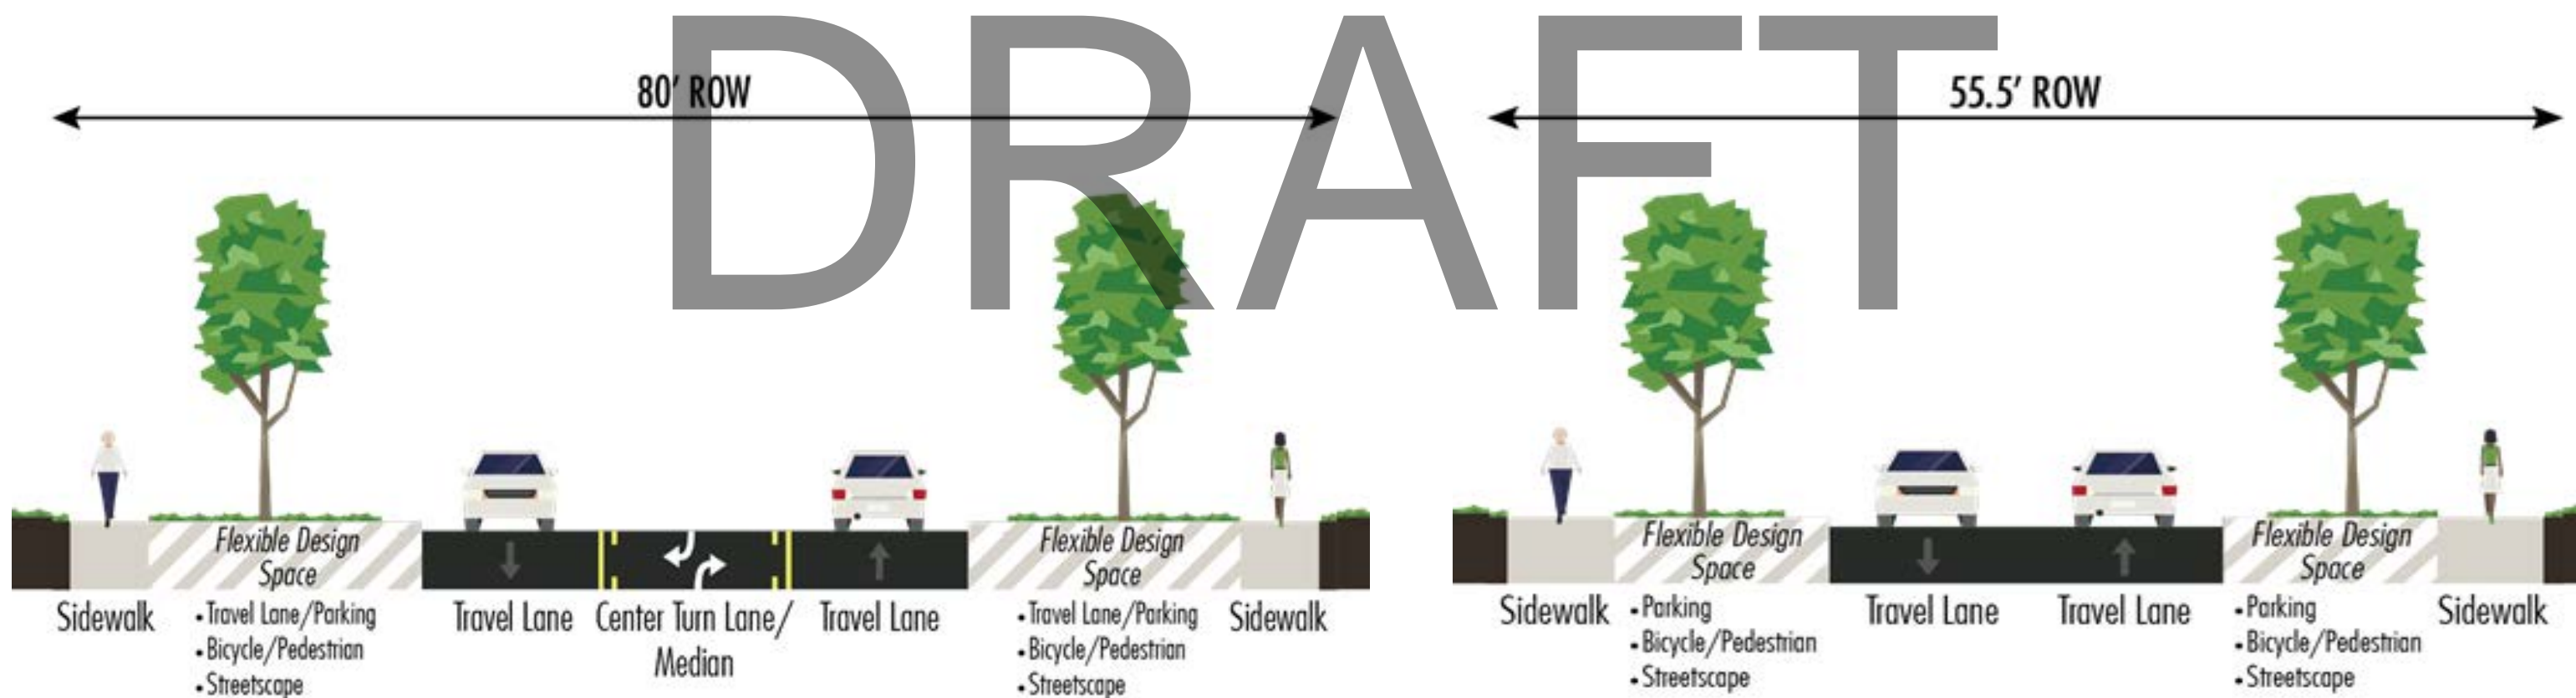 DRAFT
80' ROW
Flexible Design
Space
Flexible Design
Space
Sidewalk
• Travel Lane/Parking
• Bicycle/Pedestrian
• Streetscape
Travel Lane
Center Turn Lane/
Median
Travel Lane
• Travel Lane/Parking
• Bicycle/Pedestrian
• Streetscape
Sidewalk
55.5' ROW
Flexible Design
Space
Flexible Design
Space
Sidewalk
• Parking
• Bicycle/Pedestrian
• Streetscape
Travel Lane
Travel Lane
• Parking
• Bicycle/Pedestrian
• Streetscape
Sidewalk